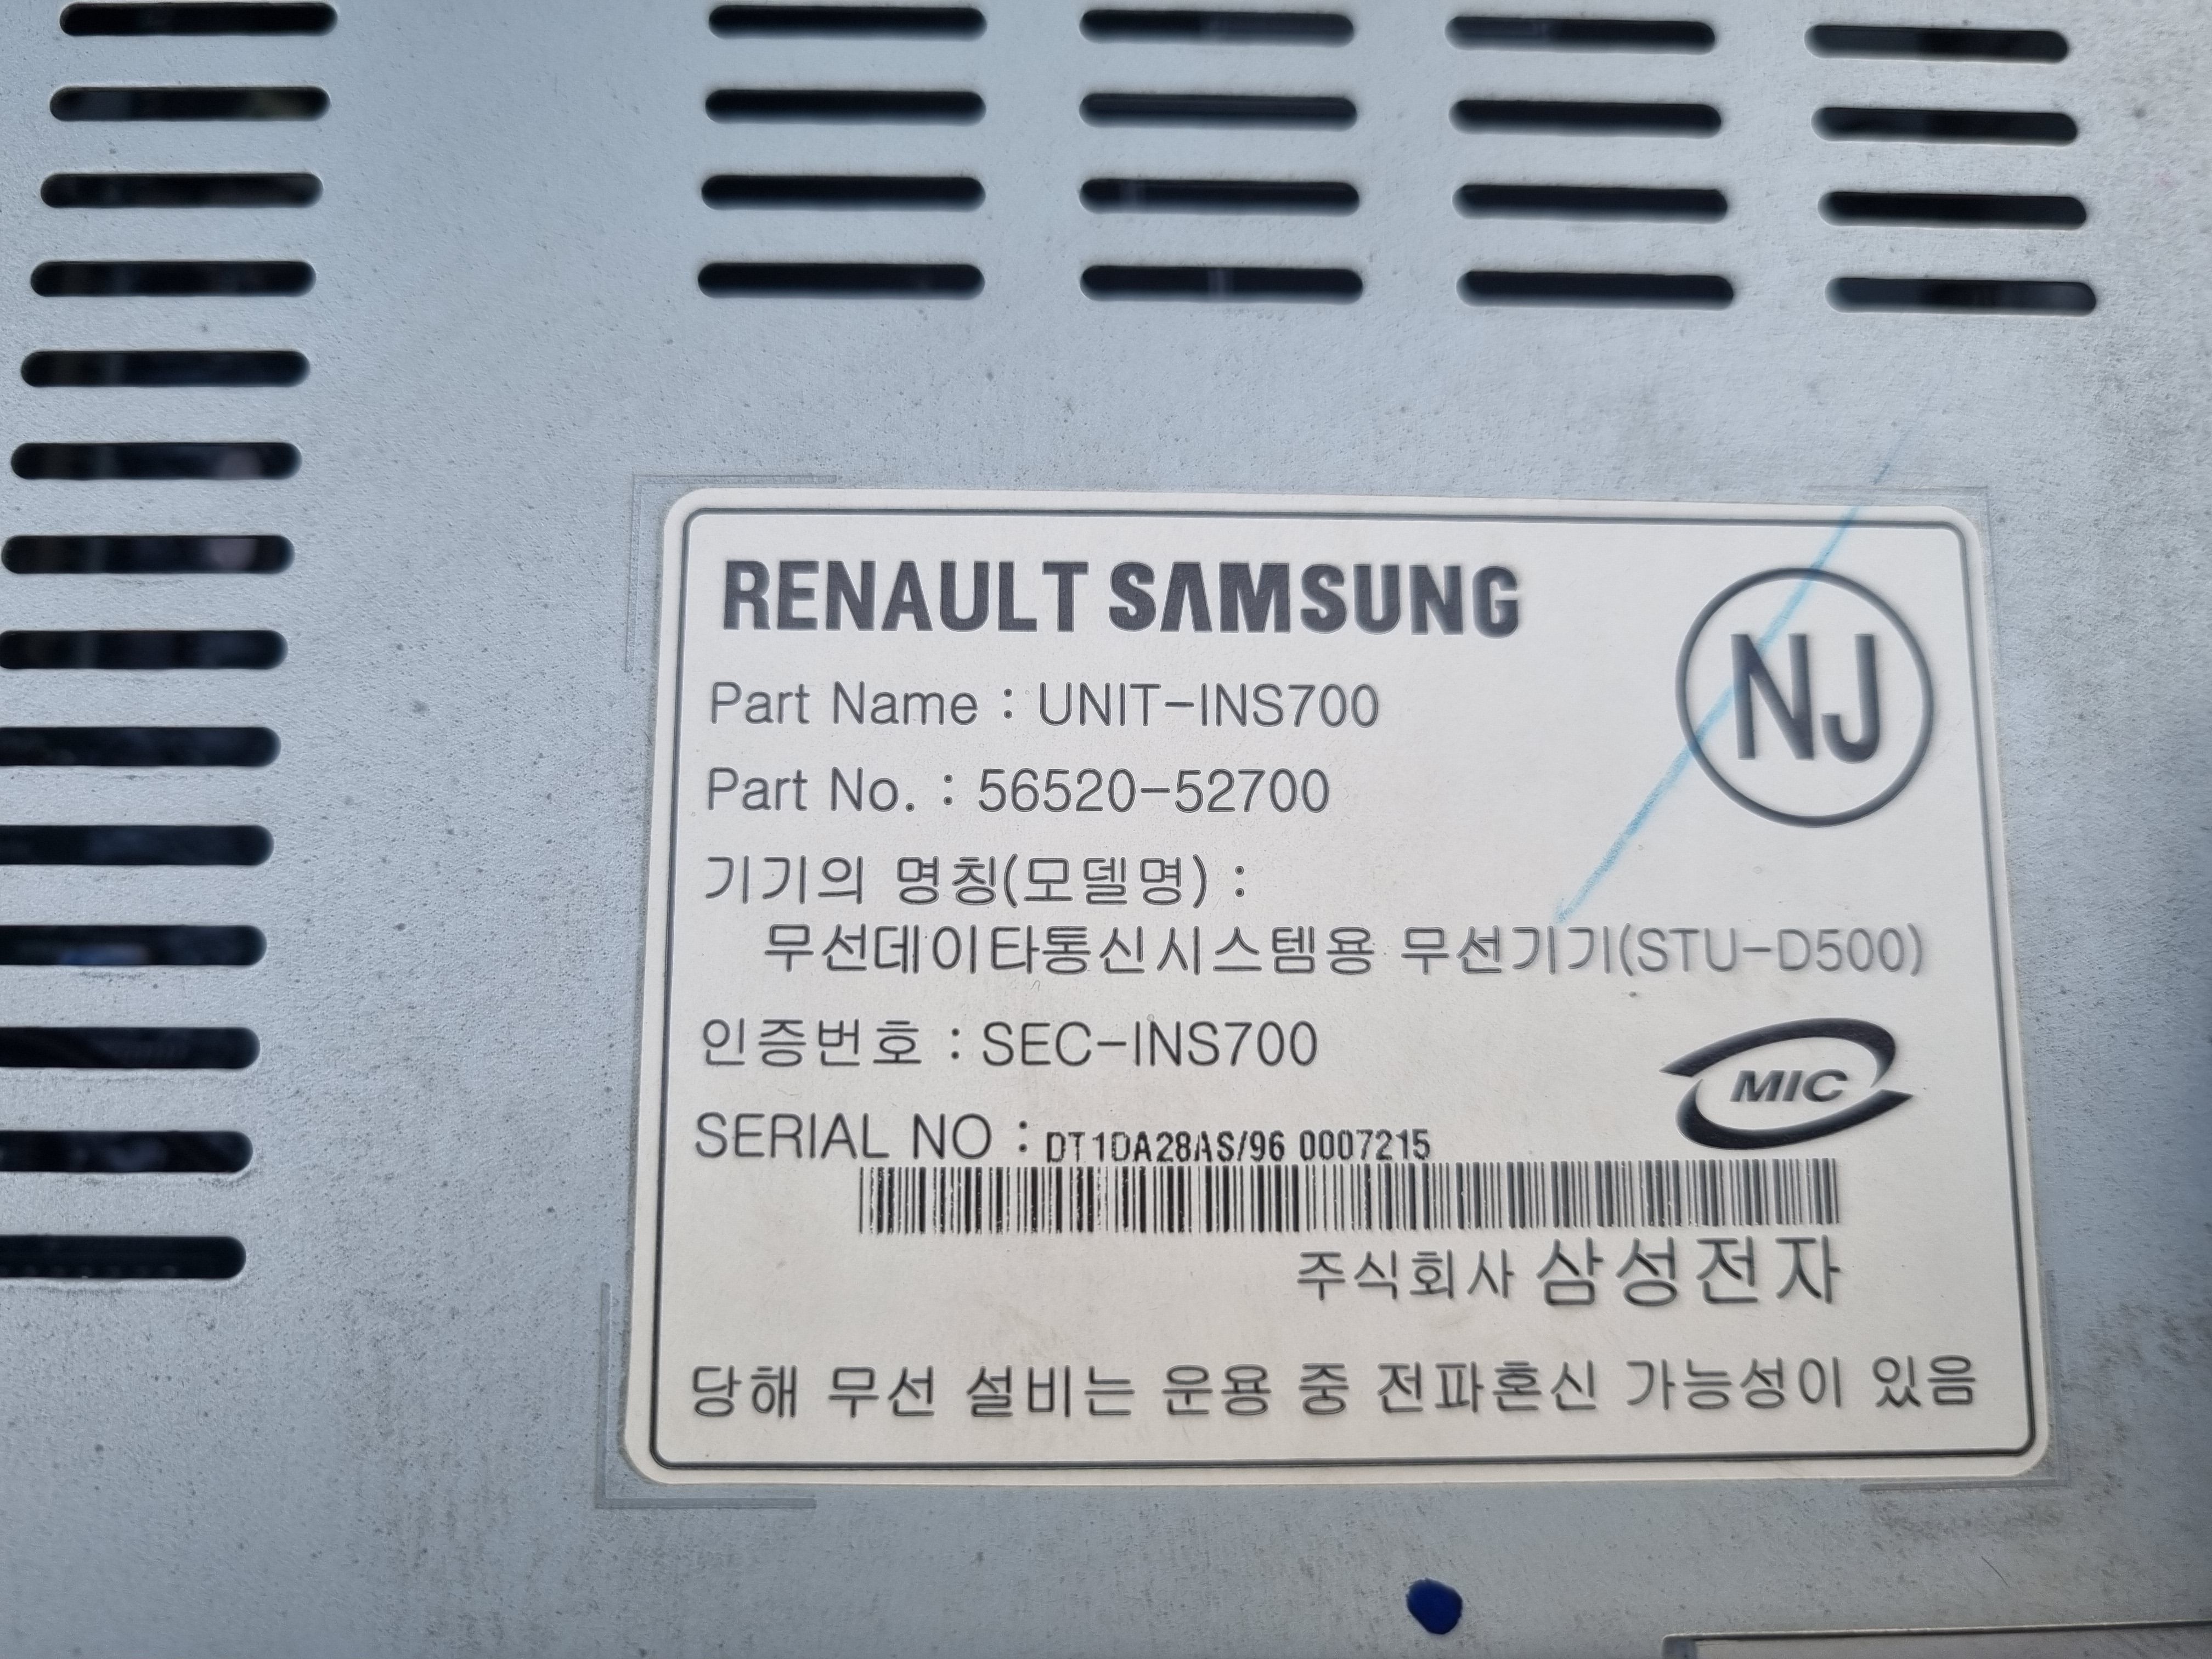 RENAULT SAMSUNG
NJ
Part Name : UNIT-INS700
Part No. : 56520-52700
기기의 명칭(모델명) :
무선데이타통신시스템용 무선기기(STU-D500)
인증번호 : SEC-INS700
MIC
SERIAL NO : DT1DA28AS/96 0007215
주식회사 삼성전자
당해 무선 설비는 운용 중 전파혼신 가능성이 있음